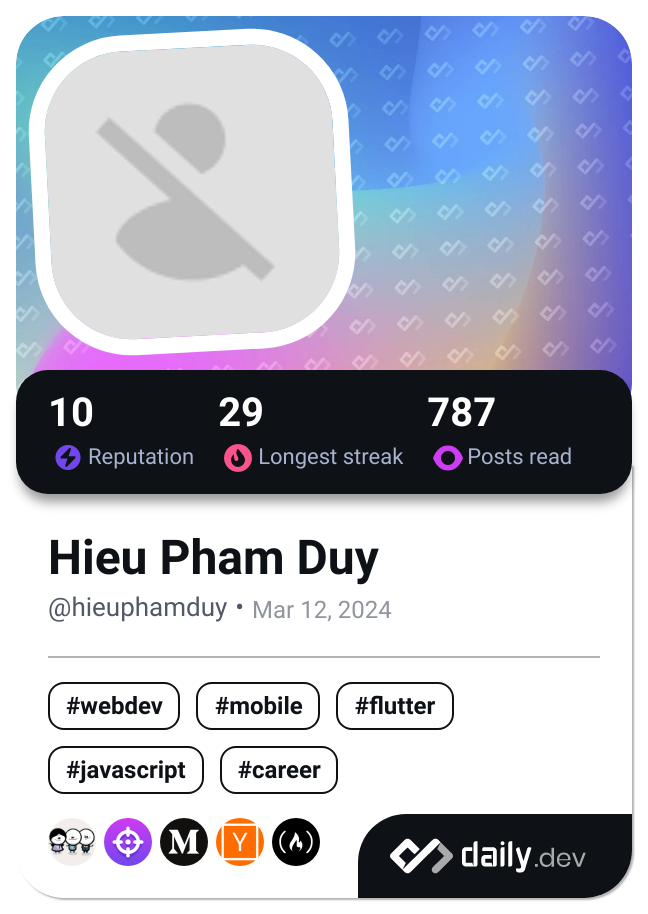 10 29 787
Reputation Longest streak Posts read
Hieu Pham Duy
@hieuphamduy • Mar 12, 2024
#webdev #mobile #flutter
#javascript #career
M Y
daily.dev